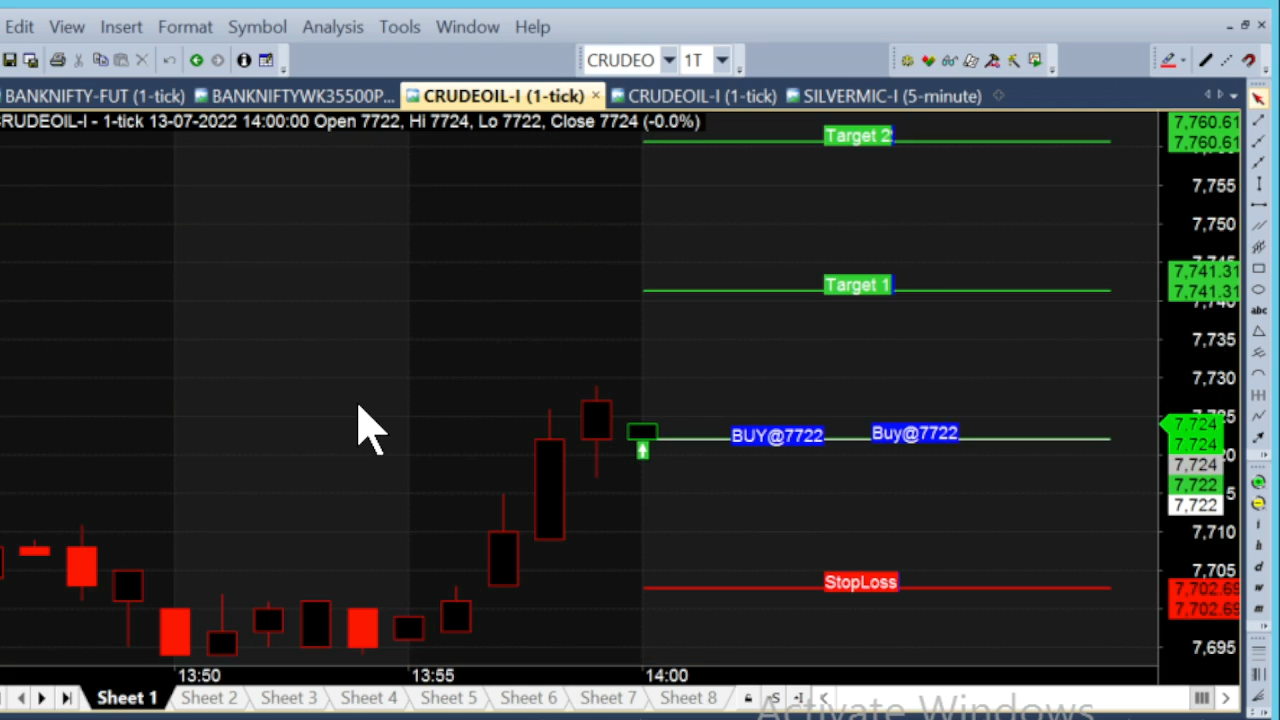 Edit View Insert Format Symbol Analysis Tools Window Help
CRUDEO 1T
BANKNIFTY-FUT (1-tick) BANKNIFTYWK35500P... CRUDEOIL-I (1-tick) × CRUDEOIL-I (1-tick) SILVERMIC-I (5-minute)
RUDEOIL-I - 1-tick 13-07-2022 14:00:00 Open 7722, Hi 7724, Lo 7722, Close 7724 (-0.0%)
7,760.61
Target 2
7,760.61
7,755
7,750
7,741.31
Target 1
7,741.31
7,735
7,730
7,724
BUY@7722 Buy@7722
7,724
7,724
7,722
7,722
7,710
7,705
StopLoss
7,702.69
7,702.69
7,695
13:50 13:55 14:00
Sheet 1 Sheet 2 Sheet 3 Sheet 4 Sheet 5 Sheet 6 Sheet 7 Sheet 8
Activate Windows
abc
i
h
d
w
m